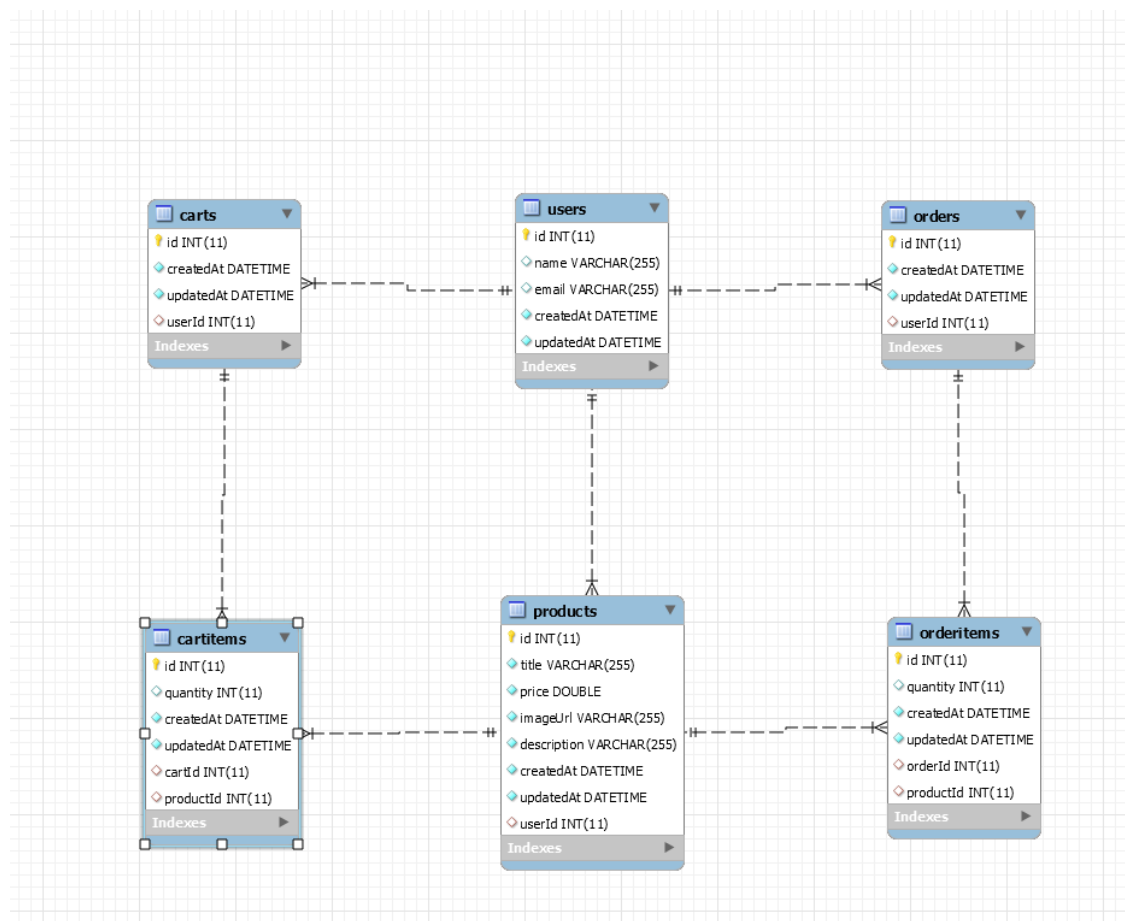 carts
id INT(11)
createdAt DATETIME
updatedAt DATETIME
userId INT(11)
Indexes
users
id INT(11)
name VARCHAR(255)
email VARCHAR(255)
createdAt DATETIME
updatedAt DATETIME
Indexes
orders
id INT(11)
createdAt DATETIME
updatedAt DATETIME
userId INT(11)
Indexes
cartitems
id INT(11)
quantity INT(11)
createdAt DATETIME
updatedAt DATETIME
cartId INT(11)
productId INT(11)
Indexes
products
id INT(11)
title VARCHAR(255)
price DOUBLE
imageUrl VARCHAR(255)
description VARCHAR(255)
createdAt DATETIME
updatedAt DATETIME
userId INT(11)
Indexes
orderitems
id INT(11)
quantity INT(11)
createdAt DATETIME
updatedAt DATETIME
orderId INT(11)
productId INT(11)
Indexes